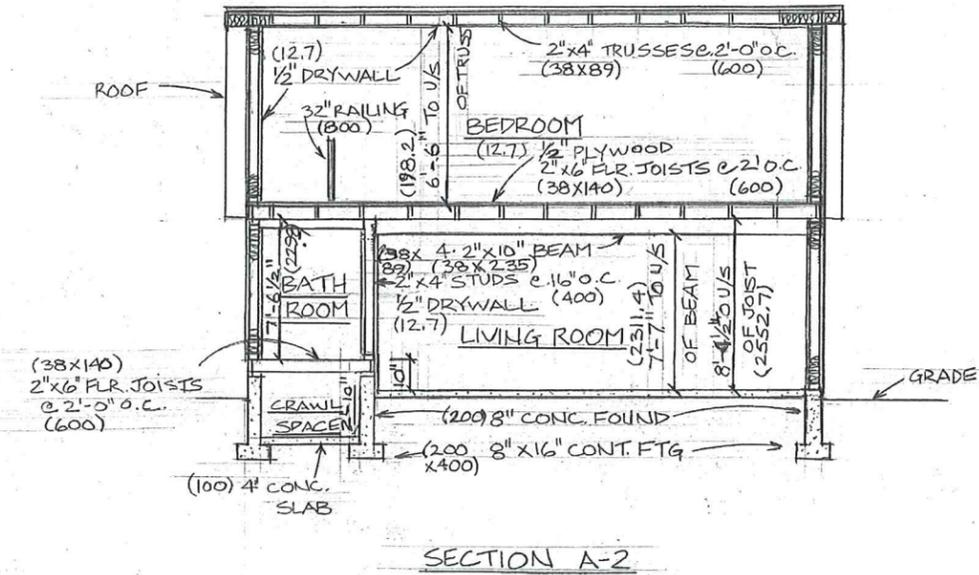 (12.7)
1/2" DRYWALL
ROOF
32" RAILING
(800)
(198.2)
6'-6" TO U/S
OF TRUSS
2"x4" TRUSSES @ 2'-0" O.C.
(38x89) (600)
BEDROOM
(12.7) 1/2" PLYWOOD
2"x6" FLR. JOISTS @ 2' O.C.
(38x140) (600)
7'-6 1/2"
BATH
ROOM
(38x 4-2"x10" BEAM
89) (38x235)
2"x4" STUDS @ 16" O.C.
(400)
1/2" DRYWALL
(12.7)
LIVING ROOM
(2311.4)
7'-7" TO U/S
OF BEAM
OF JOIST
(2552.7)
10"
(38x140)
2"x6" FLR. JOISTS
@ 2'-0" O.C.
(600)
CRAWL
SPACE
GRADE
(200) 8" CONC. FOUND
(200 8"x16" CONT. FTG
x400)
(100) 4" CONC.
SLAB
SECTION A-2